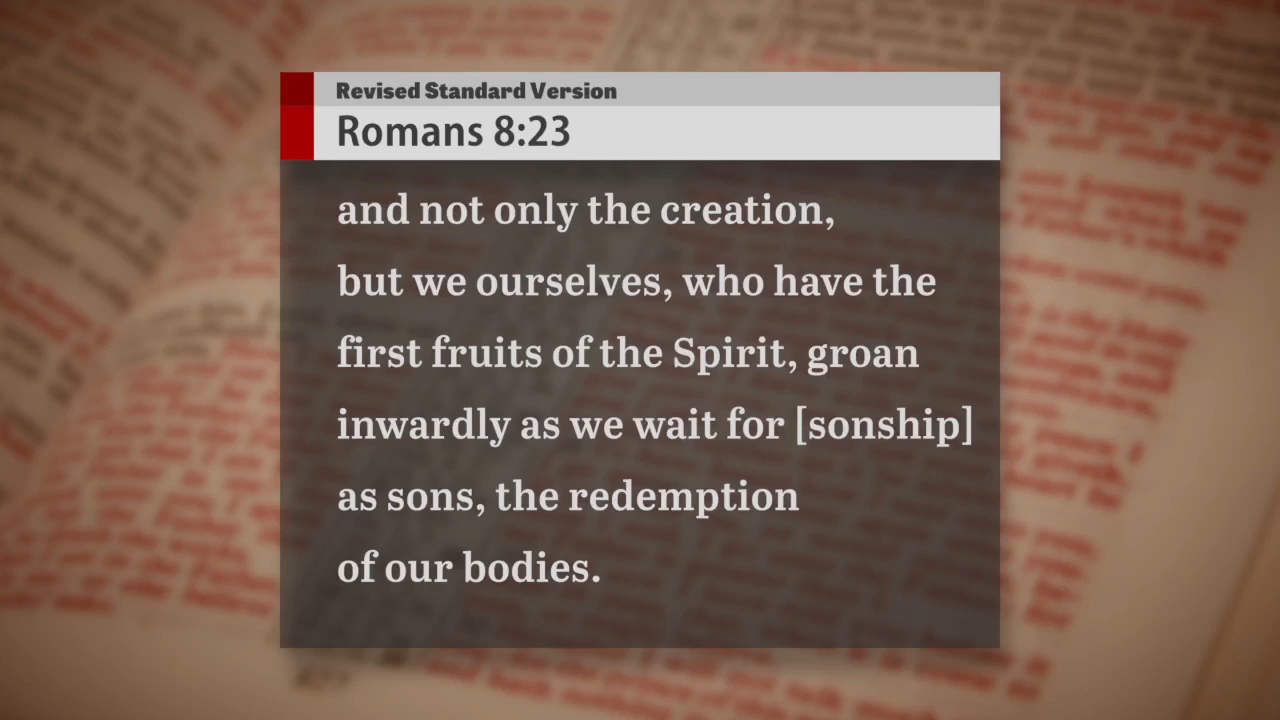 Revised Standard Version
Romans 8:23
and not only the creation,
but we ourselves, who have the
first fruits of the Spirit, groan
inwardly as we wait for [sonship]
as sons, the redemption
of our bodies.